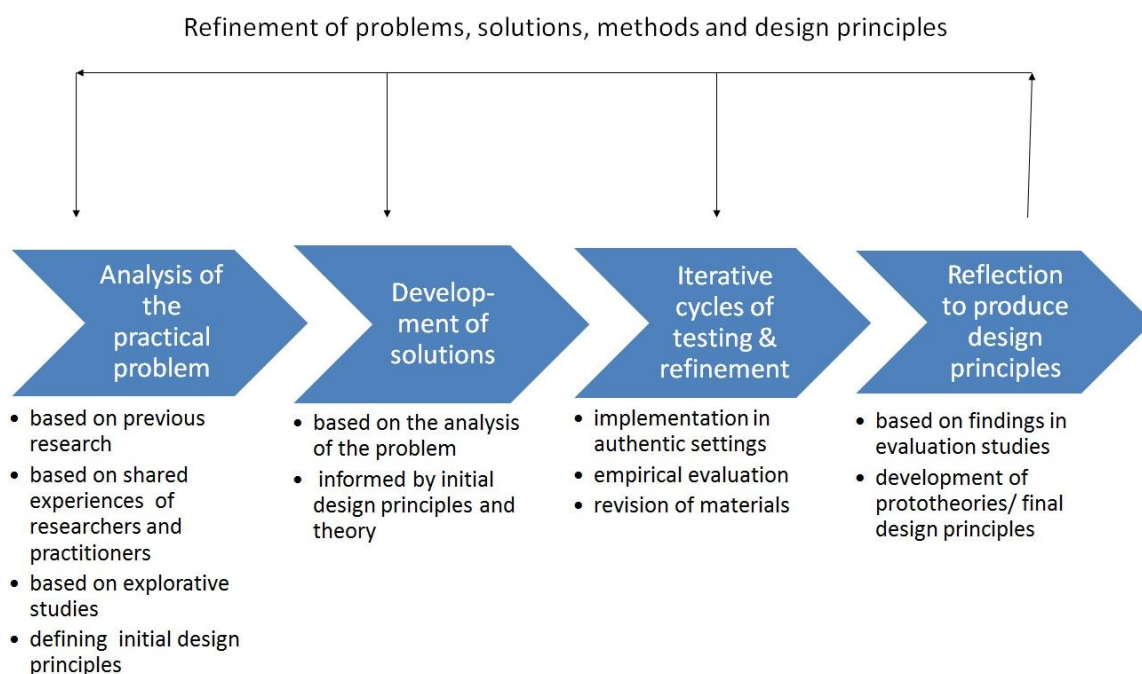 Refinement of problems, solutions, methods and design principles
Analysis of
the
practical
problem
• based on previous
research
• based on shared
experiences of
researchers and
practitioners
• based on explorative
studies
• defining initial design
principles
Develop-
ment of
solutions
• based on the analysis
of the problem
• informed by initial
design principles and
theory
Iterative
cycles of
testing &
refinement
• implementation in
authentic settings
• empirical evaluation
• revision of materials
Reflection
to produce
design
principles
• based on findings in
evaluation studies
• development of
prototheories/ final
design principles